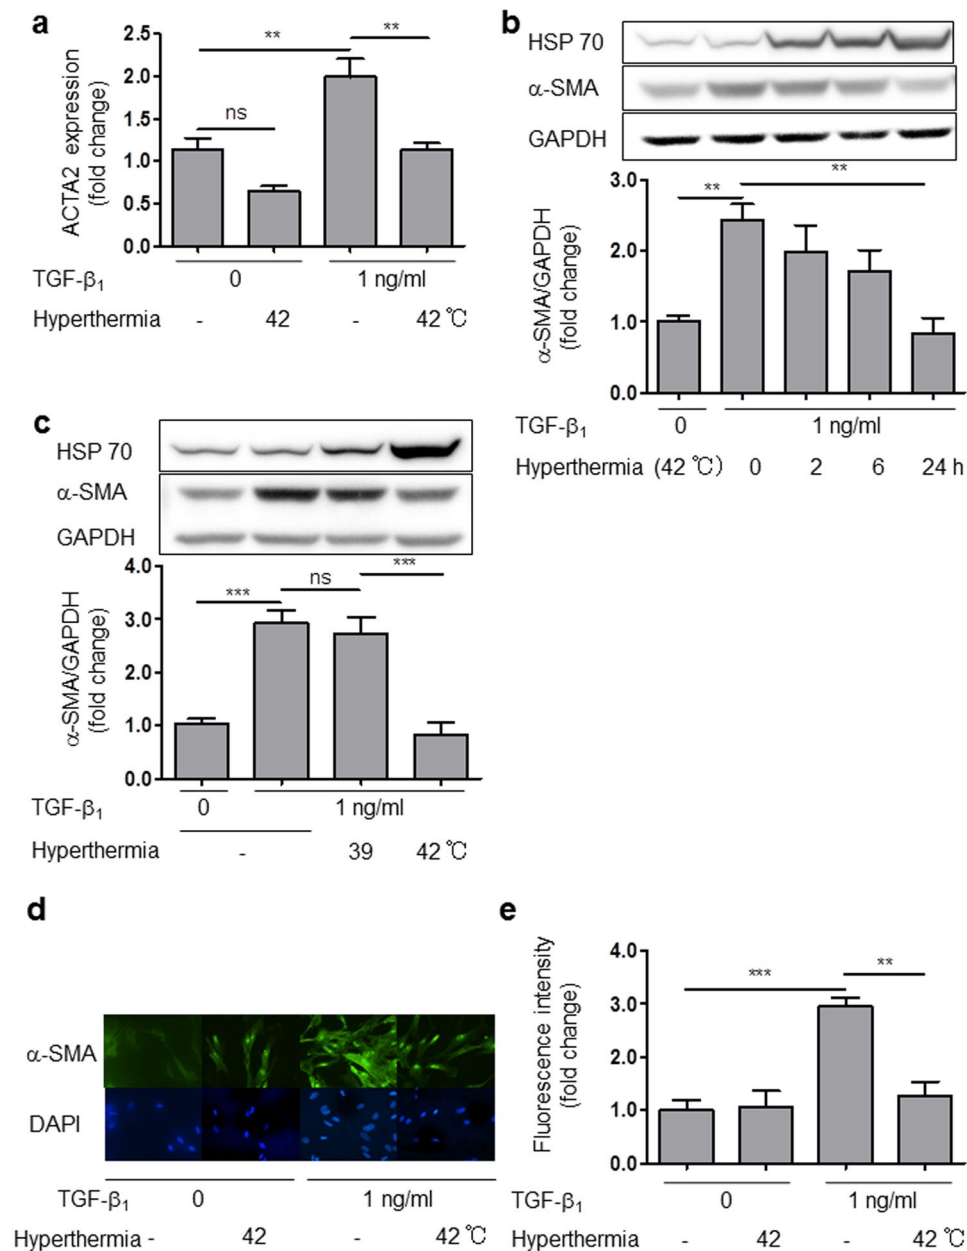 a
ACTA2 expression
(fold change)
2.5
2.0
1.5
1.0
0.5
0.0
**
**
ns
TGF-β₁ 0 1 ng/ml
Hyperthermia - 42 - 42 ℃
b
HSP 70
α-SMA
GAPDH
α-SMA/GAPDH
(fold change)
3.0
2.0
1.0
0.0
**
**
TGF-β₁ 0 1 ng/ml
Hyperthermia (42 ℃) 0 2 6 24 h
c
HSP 70
α-SMA
GAPDH
α-SMA/GAPDH
(fold change)
4.0
3.0
2.0
1.0
0.0
***
ns
***
TGF-β₁ 0 1 ng/ml
Hyperthermia - 39 42 ℃
d
α-SMA
DAPI
TGF-β₁ 0 1 ng/ml
Hyperthermia - 42 - 42 ℃
e
Fluorescence intensity
(fold change)
4.0
3.0
2.0
1.0
0.0
***
**
TGF-β₁ 0 1 ng/ml
Hyperthermia - 42 - 42 ℃